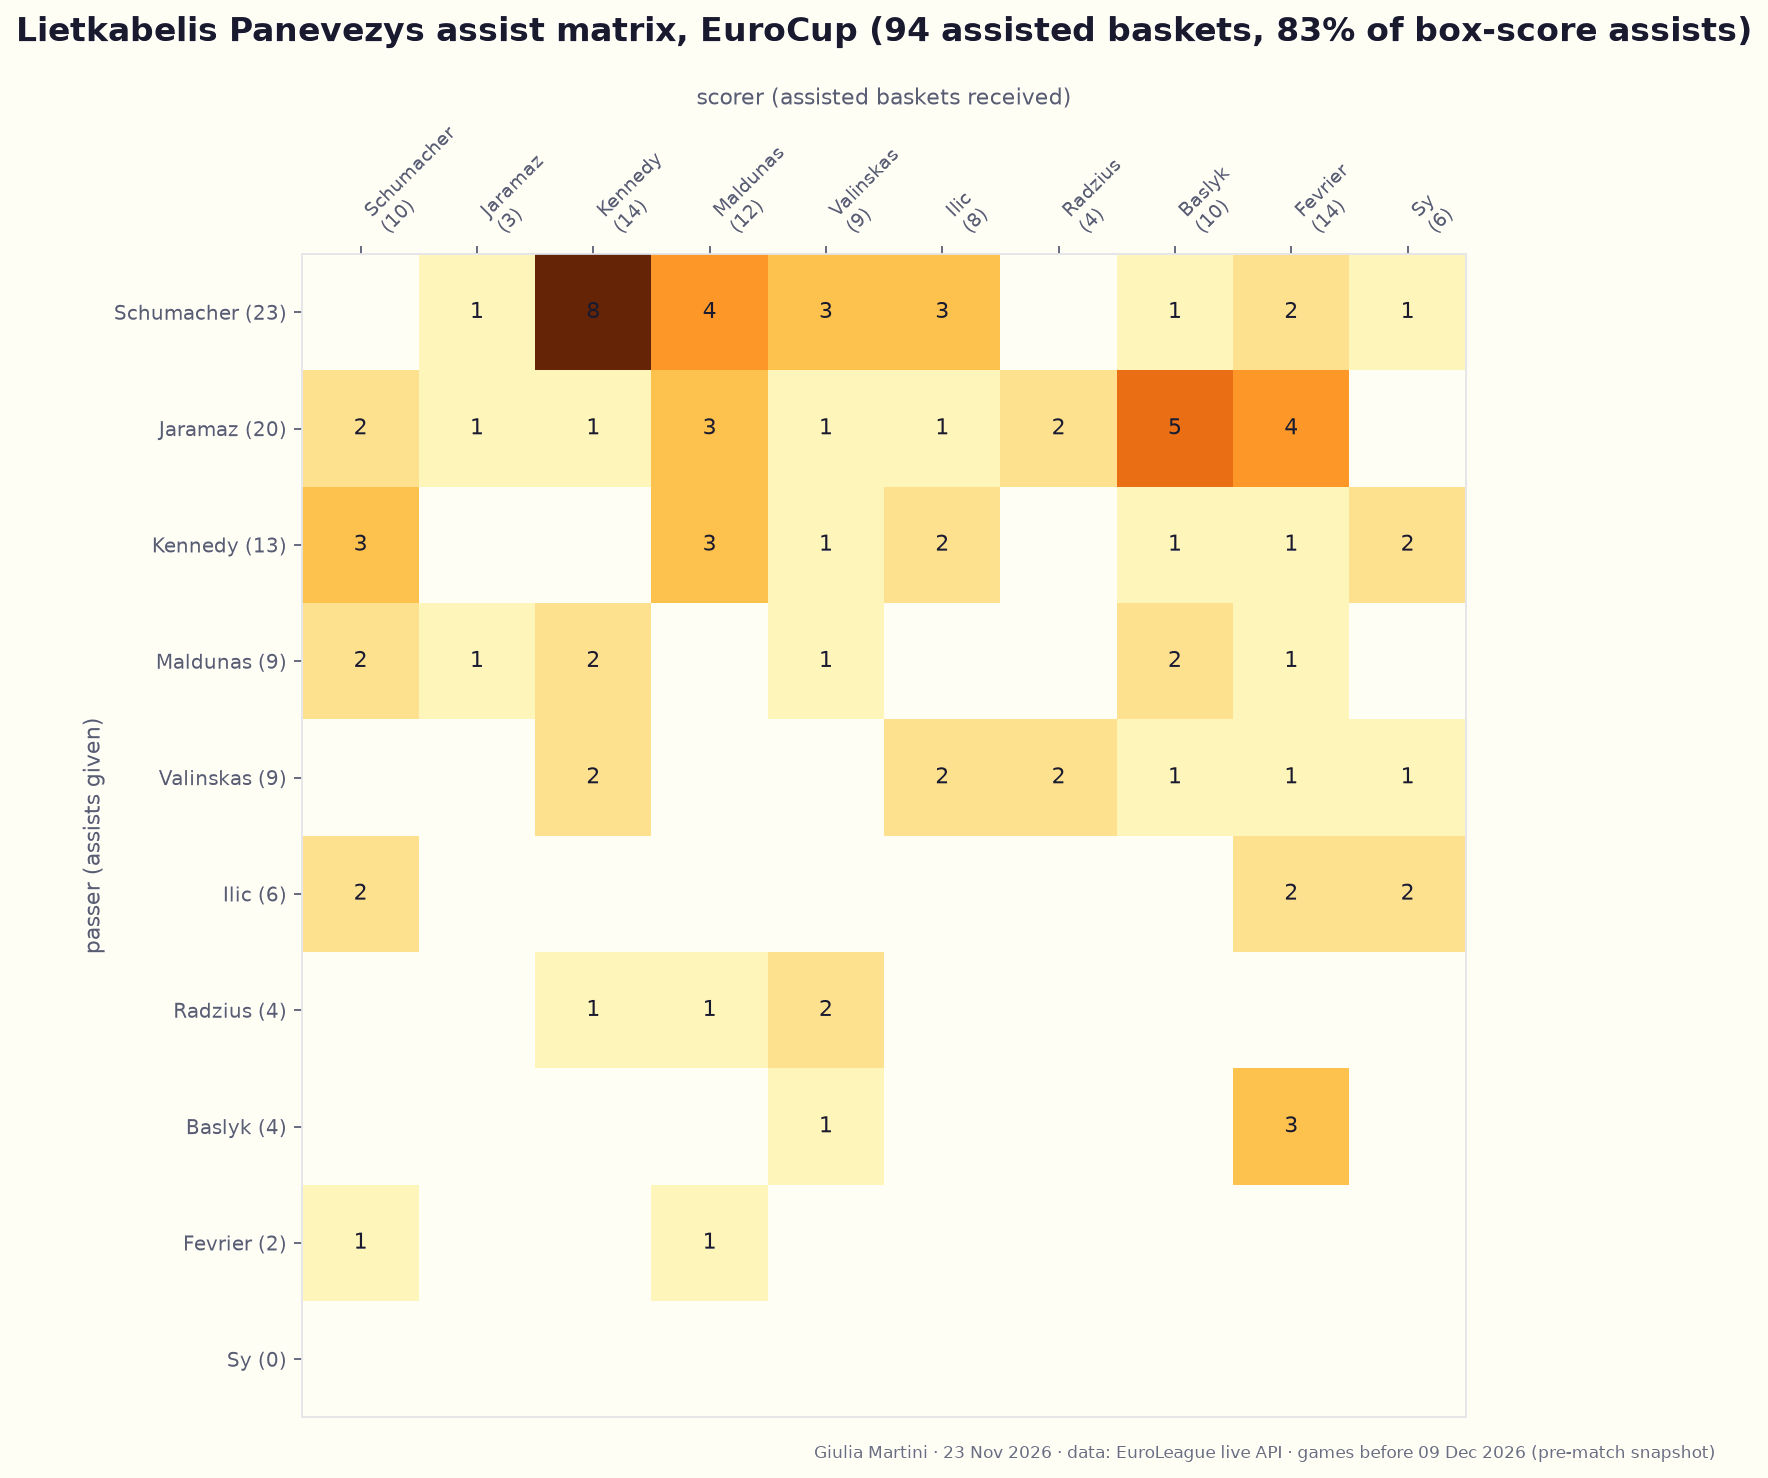 Lietkabelis Panevezys assist matrix, EuroCup (94 assisted baskets, 83% of box-score assists)
scorer (assisted baskets received)
Schumacher
(10)
Jaramaz
(3)
Kennedy
(14)
Maldunas
(12)
Valinskas
(9)
Ilic
(8)
Radzius
(4)
Baslyk
(10)
Fevrier
(14)
Sy
(6)
passer (assists given)
Schumacher (23) 1 8 4 3 3 1 2 1
Jaramaz (20) 2 1 1 3 1 1 2 5 4
Kennedy (13) 3 3 1 2 1 1 2
Maldunas (9) 2 1 2 1 2 1
Valinskas (9) 2 2 2 1 1 1
Ilic (6) 2 2 2
Radzius (4) 1 1 2
Baslyk (4) 1 3
Fevrier (2) 1 1
Sy (0)
Giulia Martini · 23 Nov 2026 · data: EuroLeague live API · games before 09 Dec 2026 (pre-match snapshot)